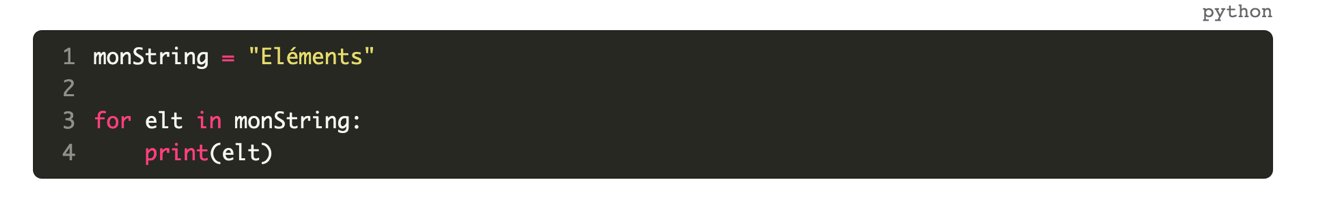 python
1 monString = "Eléments"
2
3 for elt in monString:
4     print(elt)